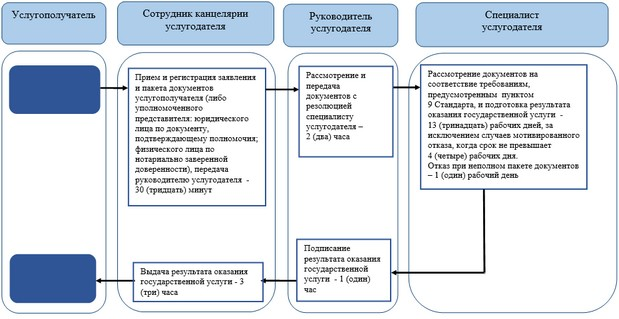 Услугополучатель
Сотрудник канцелярии
услугодателя
Руководитель
услугодателя
Специалист
услугодателя
Прием и регистрация заявления
и пакета документов
услугополучателя (либо
уполномоченного
представителя: юридического
лица по документу,
подтверждающему полномочия;
физического лица по
нотариально заверенной
доверенности), передача
руководителю услугодателя -
30 (тридцать) минут
Рассмотрение и
передача
документов с
резолюцией
специалисту
услугодателя –
2 (два) часа
Рассмотрение документов на
соответствие требованиям,
предусмотренным пунктом
9 Стандарта, и подготовка результата
оказания государственной услуги -
13 (тринадцать) рабочих дней, за
исключением случаев мотивированного
отказа, когда срок не превышает
4 (четыре) рабочих дня.
Отказ при неполном пакете документов
– 1 (один) рабочий день
Подписание
результата оказания
государственной
услуги - 1 (один)
час
Выдача результата оказания
государственной услуги - 3
(три) часа